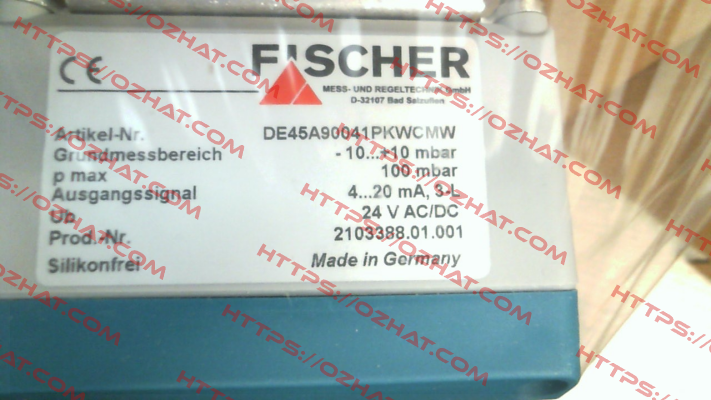 CE
FISCHER
MESS- UND REGELTECHNIK GmbH
D-32107 Bad Salzuflen
Artikel-Nr. DE45A90041PKWCMW
Grundmessbereich - 10...+10 mbar
p max 100 mbar
Ausgangssignal 4...20 mA, 3-L
Ub. 24 V AC/DC
Prod.-Nr. 2103388.01.001
Silikonfrei Made in Germany
HTTPS://OZHAT.COM